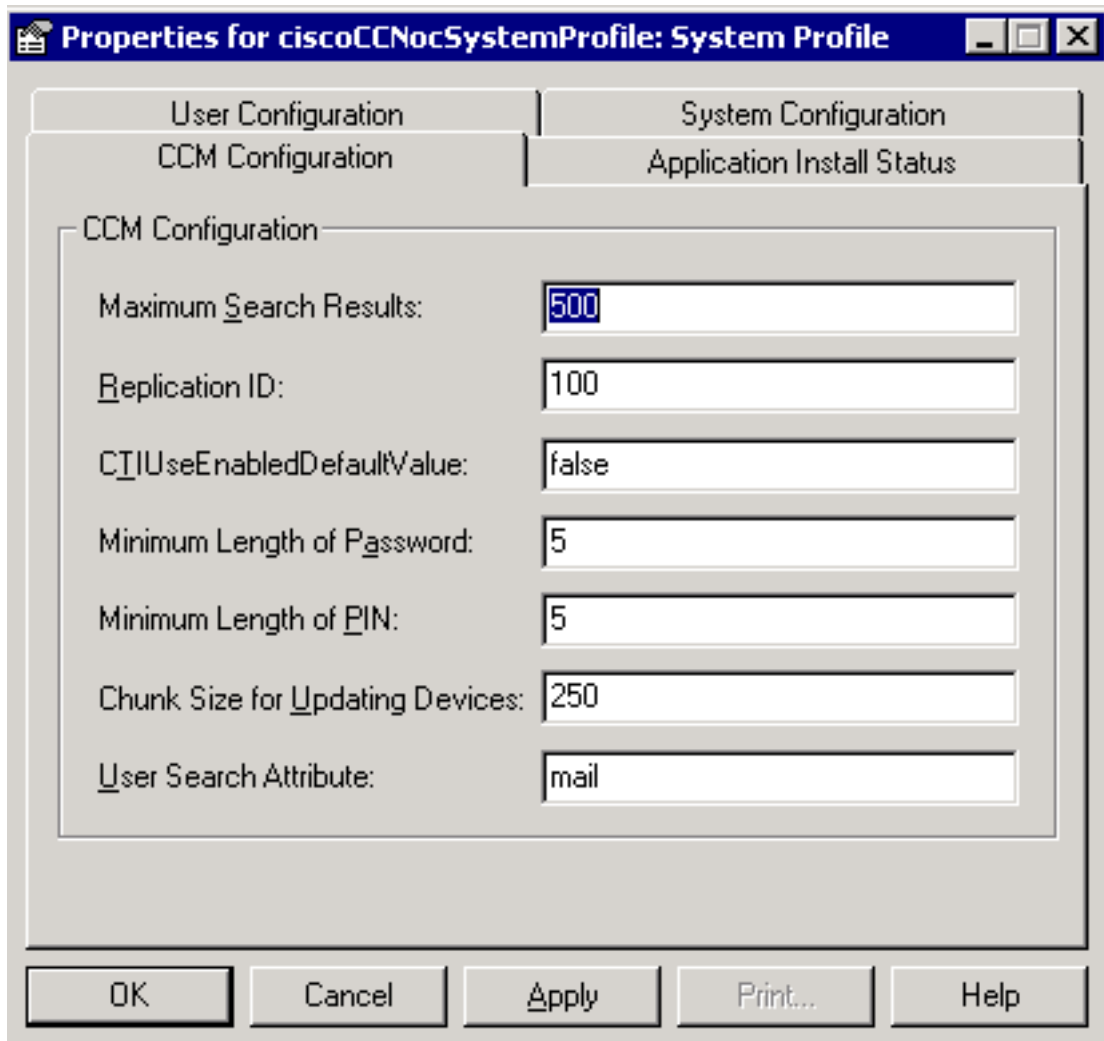 Properties for ciscoCCNocSystemProfile: System Profile
User Configuration
System Configuration
CCM Configuration
Application Install Status
CCM Configuration
Maximum Search Results: 500
Replication ID: 100
CTIUseEnabledDefaultValue: false
Minimum Length of Password: 5
Minimum Length of PIN: 5
Chunk Size for Updating Devices: 250
User Search Attribute: mail
OK Cancel Apply Print... Help